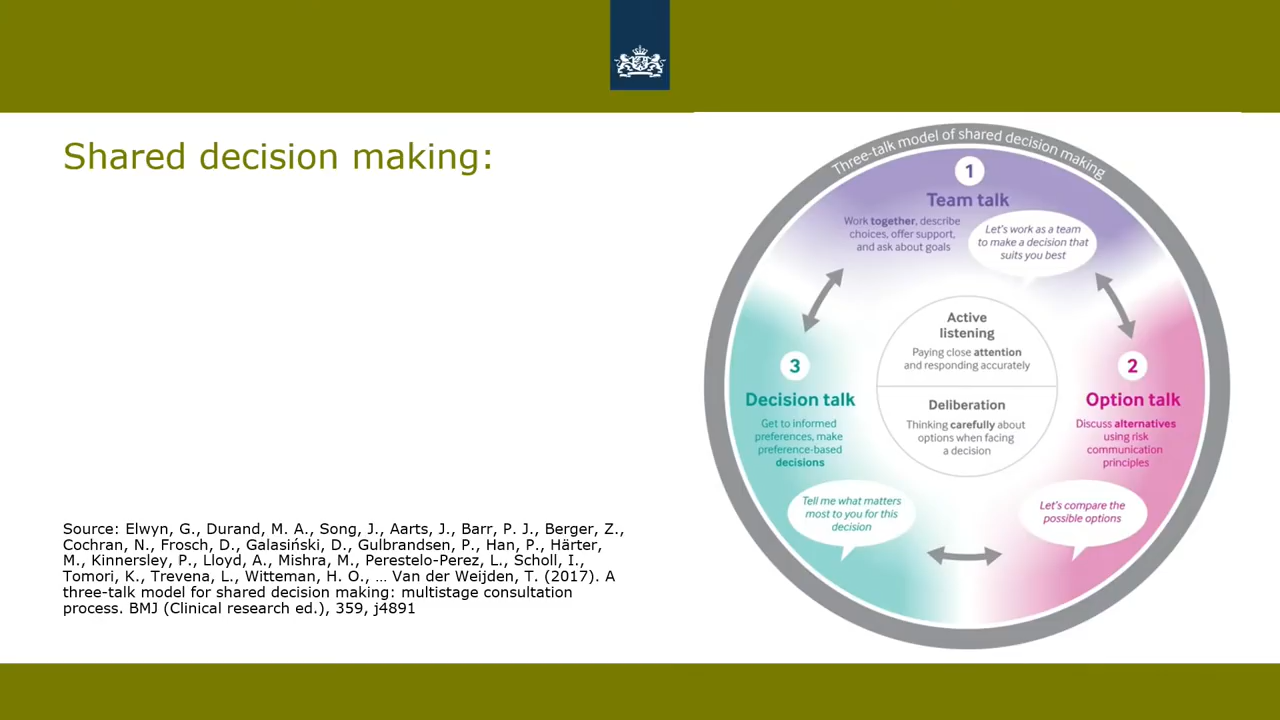 Shared decision making:
Source: Elwyn, G., Durand, M. A., Song, J., Aarts, J., Barr, P. J., Berger, Z.,
Cochran, N., Frosch, D., Galasiński, D., Gulbrandsen, P., Han, P., Härter,
M., Kinnersley, P., Lloyd, A., Mishra, M., Perestelo-Perez, L., Scholl, I.,
Tomori, K., Trevena, L., Witteman, H. O., … Van der Weijden, T. (2017). A
three-talk model for shared decision making: multistage consultation
process. BMJ (Clinical research ed.), 359, j4891
Three-talk model of shared decision making
1
Team talk
Work together, describe
choices, offer support,
and ask about goals
Let's work as a team
to make a decision that
suits you best
Active
listening
Paying close attention
and responding accurately
Deliberation
Thinking carefully about
options when facing
a decision
2
Option talk
Discuss alternatives
using risk
communication
principles
Let's compare the
possible options
3
Decision talk
Get to informed
preferences, make
preference-based
decisions
Tell me what matters
most to you for this
decision